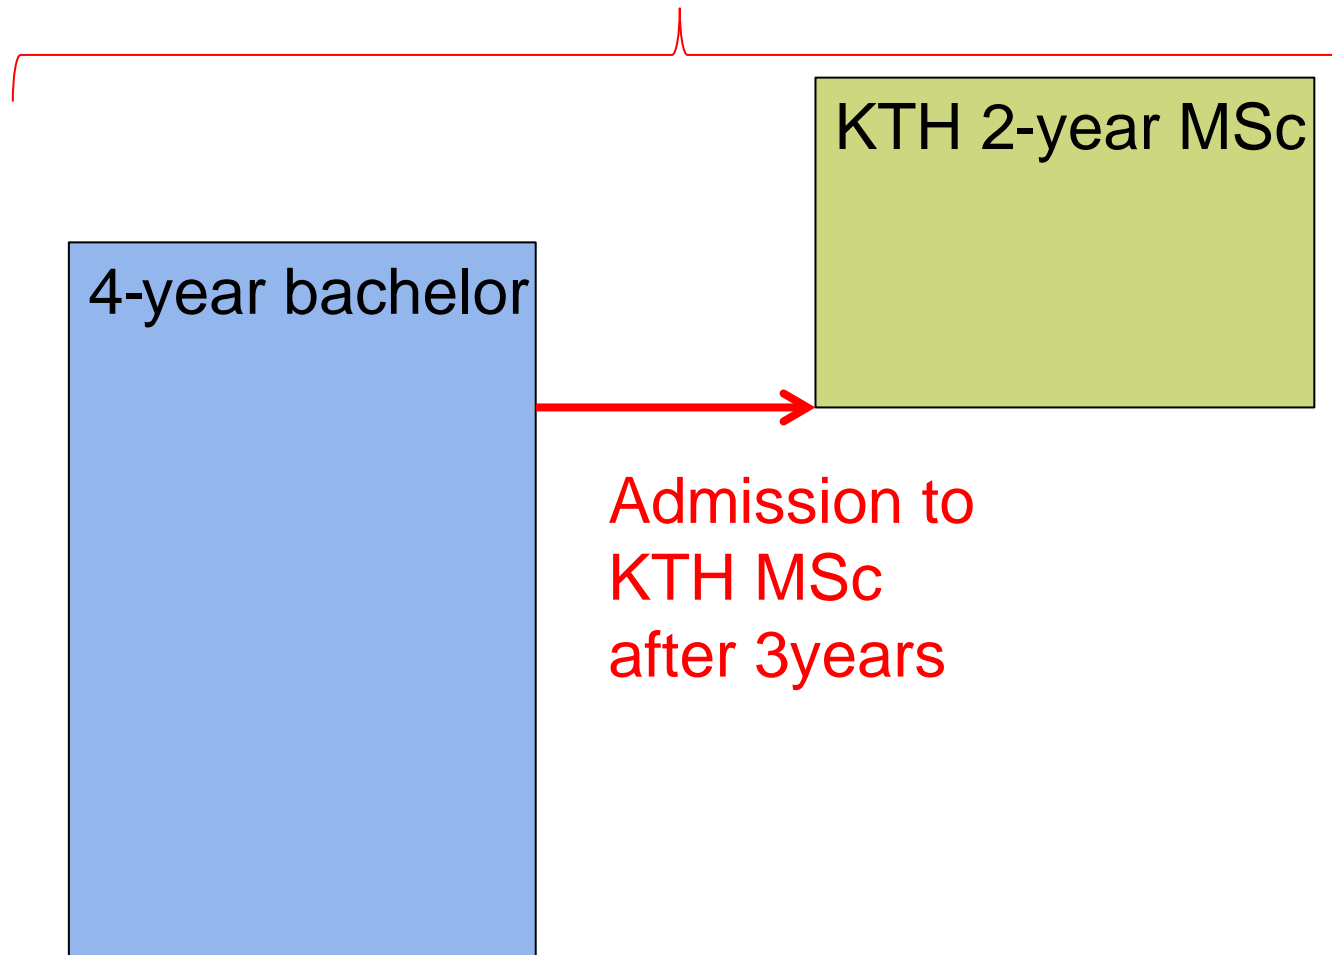 KTH 2-year MSc
4-year bachelor
Admission to
KTH MSc
after 3years